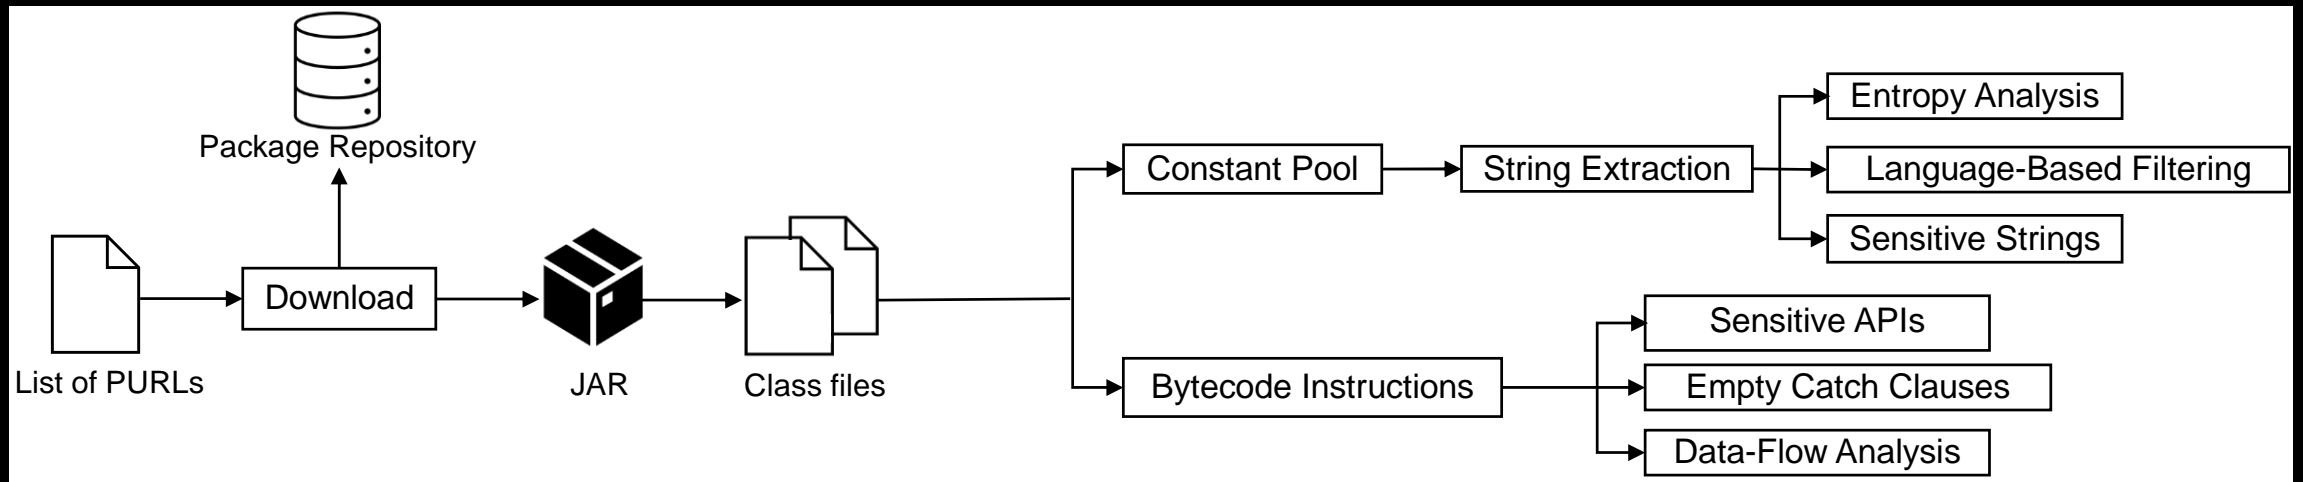 Package Repository
List of PURLs
Download
JAR
Class files
Constant Pool
String Extraction
Entropy Analysis
Language-Based Filtering
Sensitive Strings
Bytecode Instructions
Sensitive APIs
Empty Catch Clauses
Data-Flow Analysis